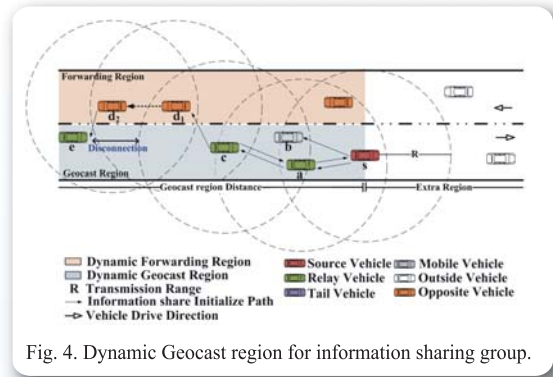 Forwarding Region
d₂
d₁
e
Disconnection
c
b
a
s
R
Geocast Region
Geocast region Distance
Extra Region
Dynamic Forwarding Region
Dynamic Geocast Region
R Transmission Range
Information share Initialize Path
Vehicle Drive Direction
Source Vehicle Mobile Vehicle
Relay Vehicle Outside Vehicle
Tail Vehicle Opposite Vehicle
Fig. 4. Dynamic Geocast region for information sharing group.